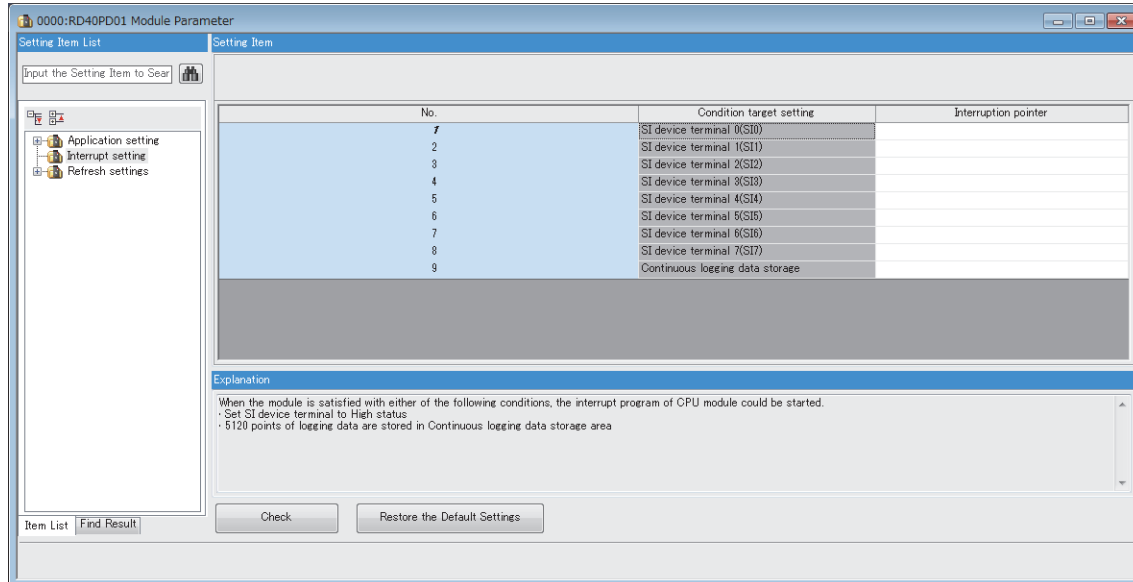 0000:RD40PD01 Module Parameter
Setting Item List
Setting Item
Input the Setting Item to Sear
Application setting
Interrupt setting
Refresh settings
No. Condition target setting Interruption pointer
1 SI device terminal 0(SI0)
2 SI device terminal 1(SI1)
3 SI device terminal 2(SI2)
4 SI device terminal 3(SI3)
5 SI device terminal 4(SI4)
6 SI device terminal 5(SI5)
7 SI device terminal 6(SI6)
8 SI device terminal 7(SI7)
9 Continuous logging data storage
Explanation
When the module is satisfied with either of the following conditions, the interrupt program of CPU module could be started.
· Set SI device terminal to High status
· 5120 points of logging data are stored in Continuous logging data storage area
Item List Find Result
Check Restore the Default Settings